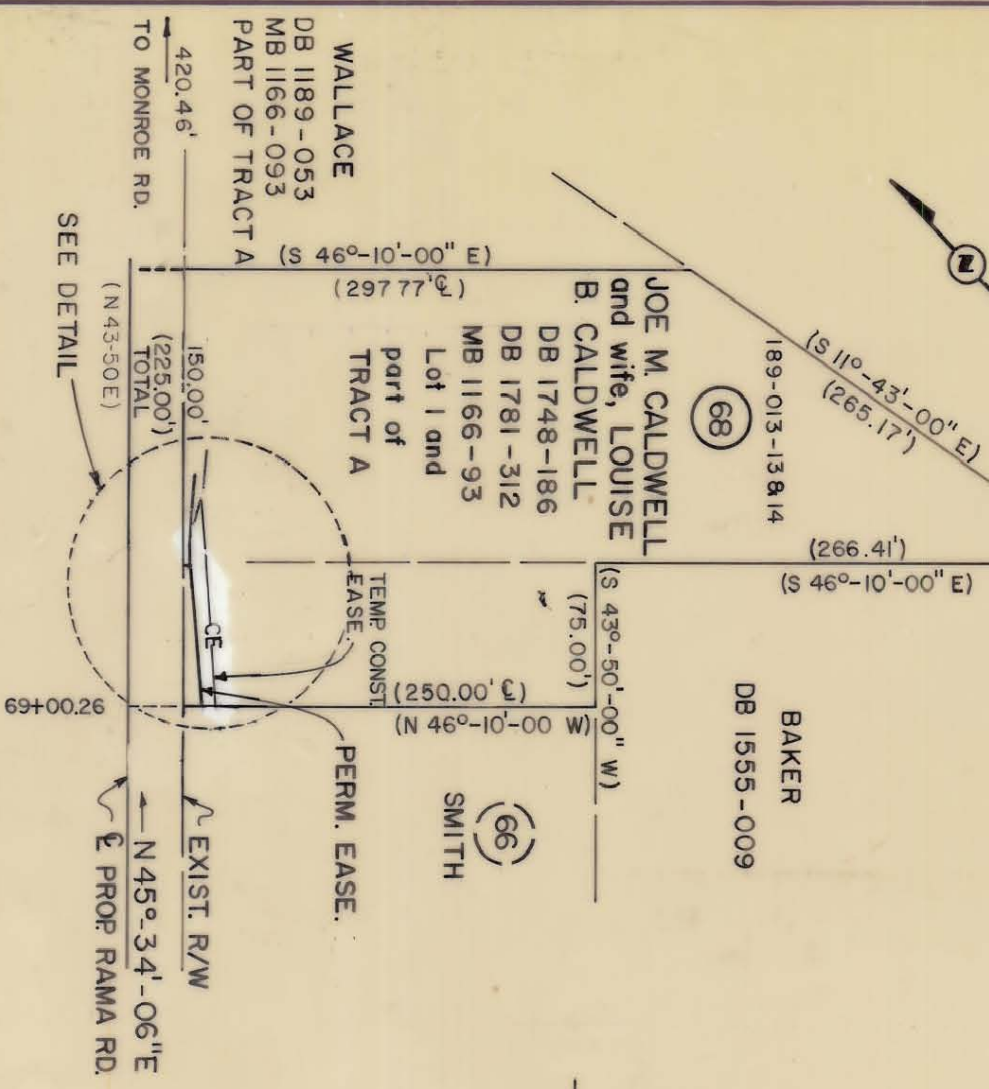 WALLACE
DB 1189-053
MB 1166-093
PART OF TRACT A
420.46'
TO MONROE RD.
SEE DETAIL
(N 43-50E)
(S 46°-10'-00" E)
(297 77' ℄)
150.00'
(225.00')
TOTAL
JOE M. CALDWELL
and wife, LOUISE
B. CALDWELL
DB 1748-186
DB 1781-312
MB 1166-93
Lot 1 and
part of
TRACT A
68
189-013-13&14
N
(S 11°-43'-00" E)
(265.17')
(266.41')
(S 46°-10'-00" E)
(S 43°-50'-00" W)
(75.00')
TEMP. CONST.
EASE.
CE
(250.00' ℄)
(N 46°-10'-00 W)
BAKER
DB 1555-009
66
SMITH
PERM. EASE.
69+00.26
EXIST. R/W
N 45°-34'-06"E
℄ PROP. RAMA RD.